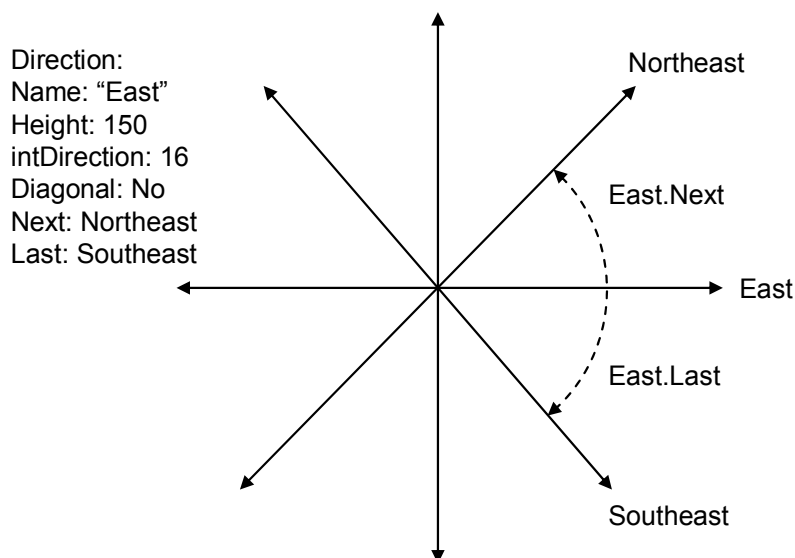 Direction:
Name: “East”
Height: 150
intDirection: 16
Diagonal: No
Next: Northeast
Last: Southeast
Northeast
East.Next
East
East.Last
Southeast